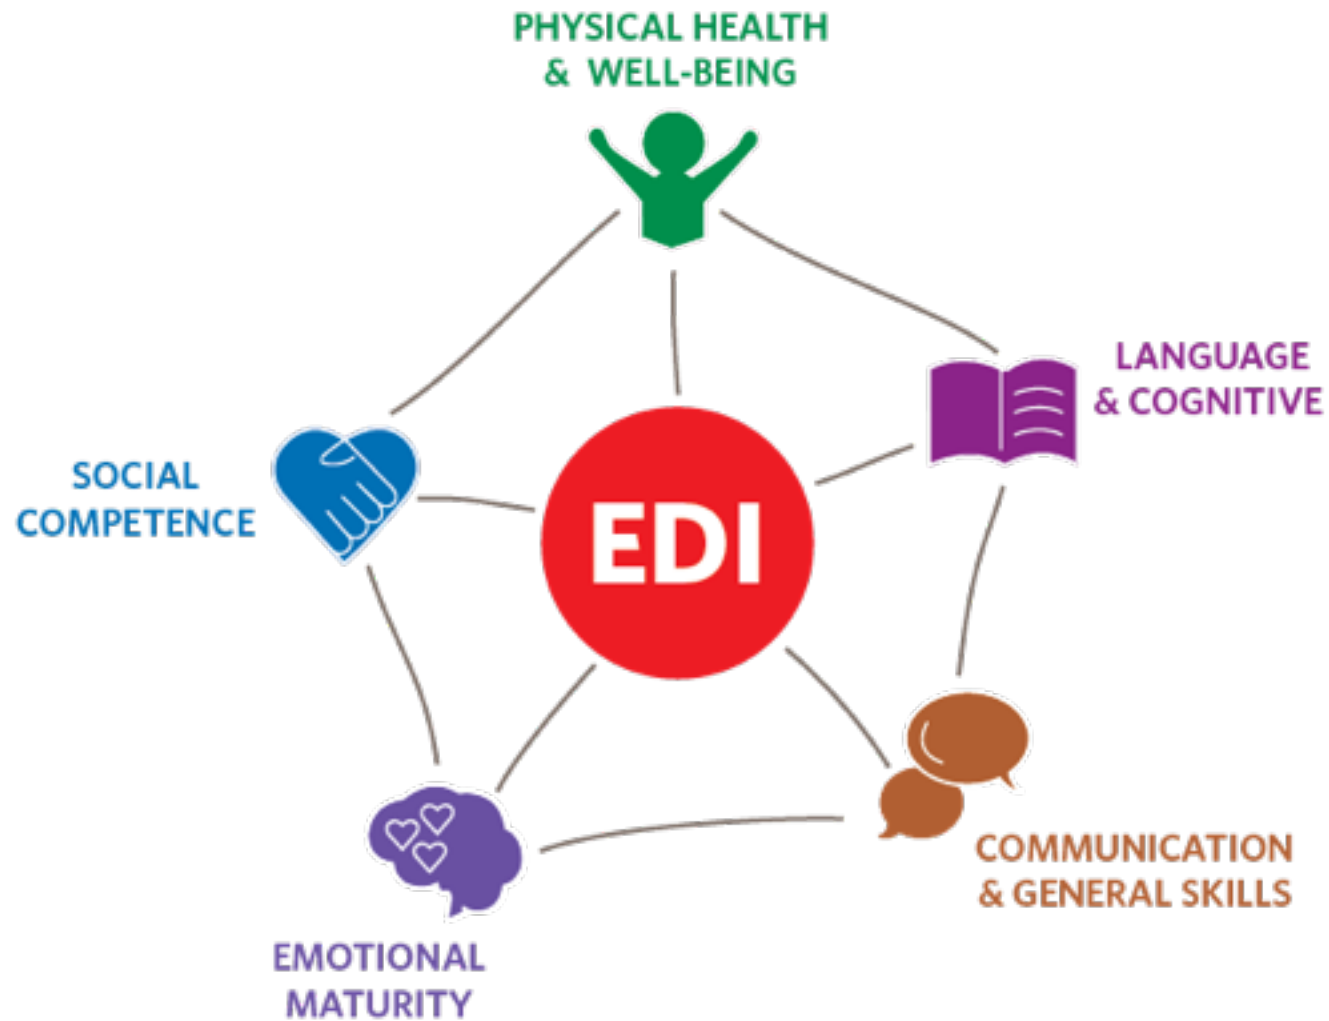 PHYSICAL HEALTH
& WELL-BEING
LANGUAGE
& COGNITIVE
SOCIAL
COMPETENCE
EDI
COMMUNICATION
& GENERAL SKILLS
EMOTIONAL
MATURITY